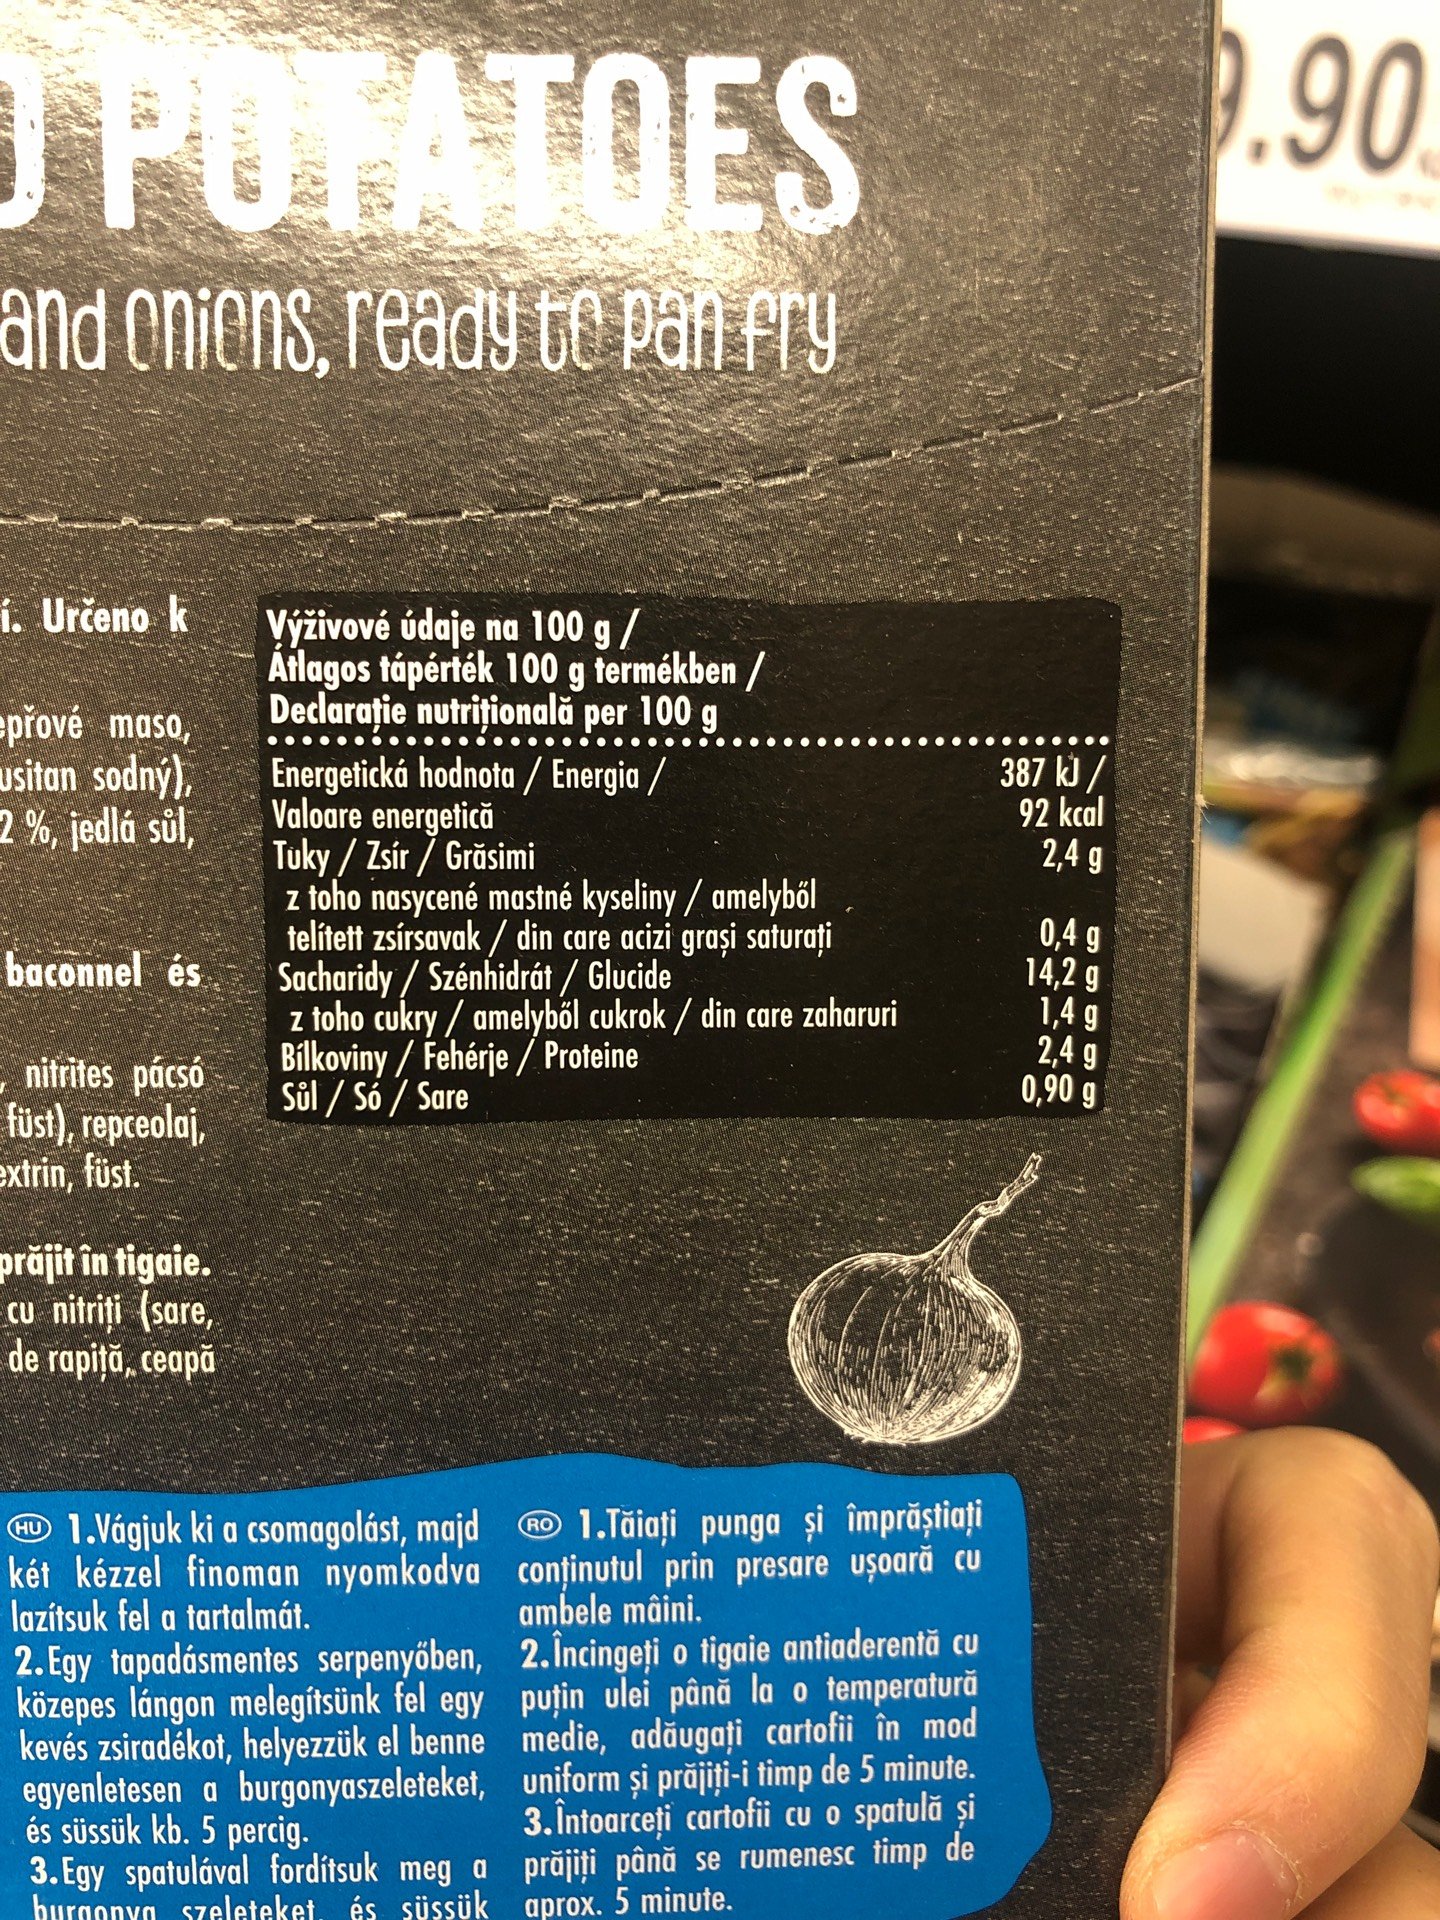 POTATOES
and onions, ready to pan fry
.90
í. Určeno k
maso,
sodný),
2 %, jedlá sůl,
baconnel és
, nitrites pácsó
füst), repceolaj,
füst.
prăjit în tigaie.
cu nitriți (sare,
de rapiță, ceapă
Výživové údaje na 100 g /
Átlagos tápérték 100 g termékben /
Declarație nutrițională per 100 g
Energetická hodnota / Energia / 387 kJ /
Valoare energetică 92 kcal
Tuky / Zsír / Grăsimi 2,4 g
z toho nasycené mastné kyseliny / amelyből
telített zsírsavak / din care acizi grași saturați 0,4 g
Sacharidy / Szénhidrát / Glucide 14,2 g
z toho cukry / amelyből cukrok / din care zaharuri 1,4 g
Bílkoviny / Fehérje / Proteine 2,4 g
Sůl / Só / Sare 0,90 g
HU 1.Vágjuk ki a csomagolást, majd
két kézzel finoman nyomkodva
lazítsuk fel a tartalmát.
2.Egy tapadásmentes serpenyőben,
közepes lángon melegítsünk fel egy
kevés zsiradékot, helyezzük el benne
egyenletesen a burgonyaszeleteket,
és süssük kb. 5 percig.
3.Egy spatulával fordítsuk meg a
burgonya szeleteket, és süssük
RO 1.Tăiați punga și împrăștiați
conținutul prin presare ușoară cu
ambele mâini.
2.Încingeți o tigaie antiaderentă cu
puțin ulei până la o temperatură
medie, adăugați cartofii în mod
uniform și prăjiți-i timp de 5 minute.
3.Întoarceți cartofii cu o spatulă și
prăjiți până se rumenesc timp de
aprox. 5 minute.